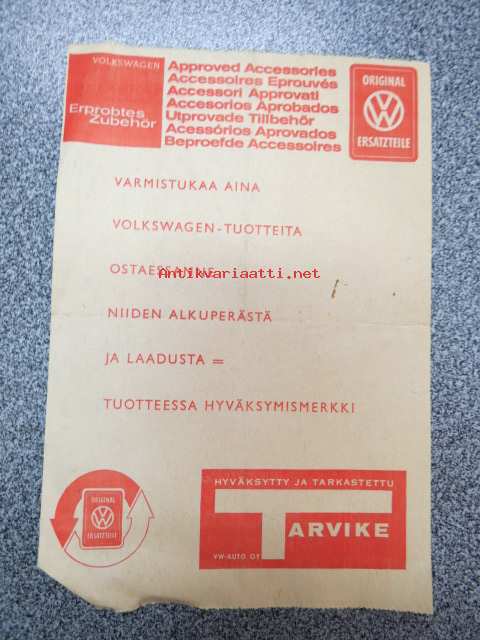 VOLKSWAGEN
Erprobtes
Zubehör
Approved Accessories
Accessoires Eprouvés
Accessori Approvati
Accesorios Aprobados
Utprovade Tillbehör
Acessórios Aprovados
Beproefde Accessoires
ORIGINAL
VW
ERSATZTEILE
VARMISTUKAA AINA
VOLKSWAGEN-TUOTTEITA
OSTAESSANNE
Antikvariaatti.net
NIIDEN ALKUPERÄSTÄ
JA LAADUSTA =
TUOTTEESSA HYVÄKSYMISMERKKI
ORIGINAL
VW
ERSATZTEILE
HYVÄKSYTTY JA TARKASTETTU
TARVIKE
VW-AUTO OY